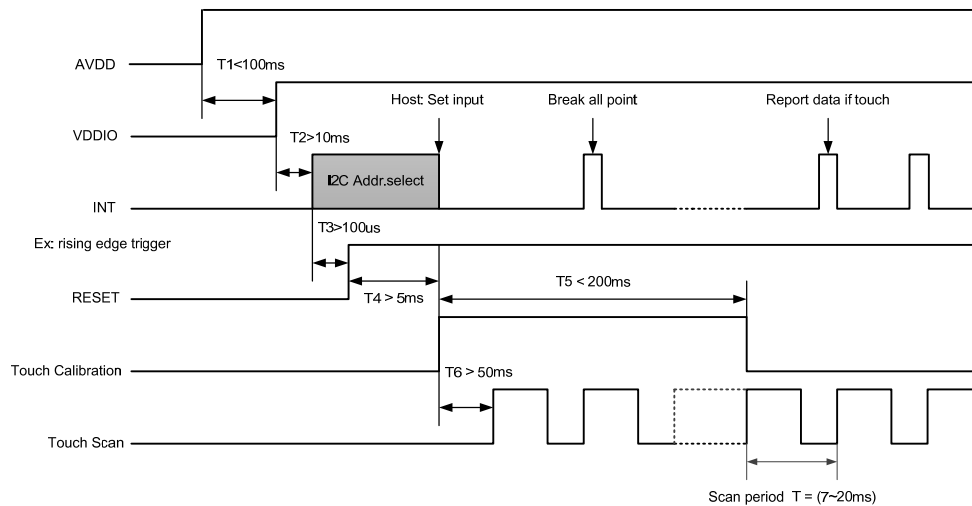 AVDD
T1<100ms
Host: Set input
Break all point
Report data if touch
VDDIO
T2>10ms
I2C Addr.select
INT
T3>100us
Ex: rising edge trigger
T5 < 200ms
RESET
T4 > 5ms
Touch Calibration
T6 > 50ms
Touch Scan
Scan period T = (7~20ms)